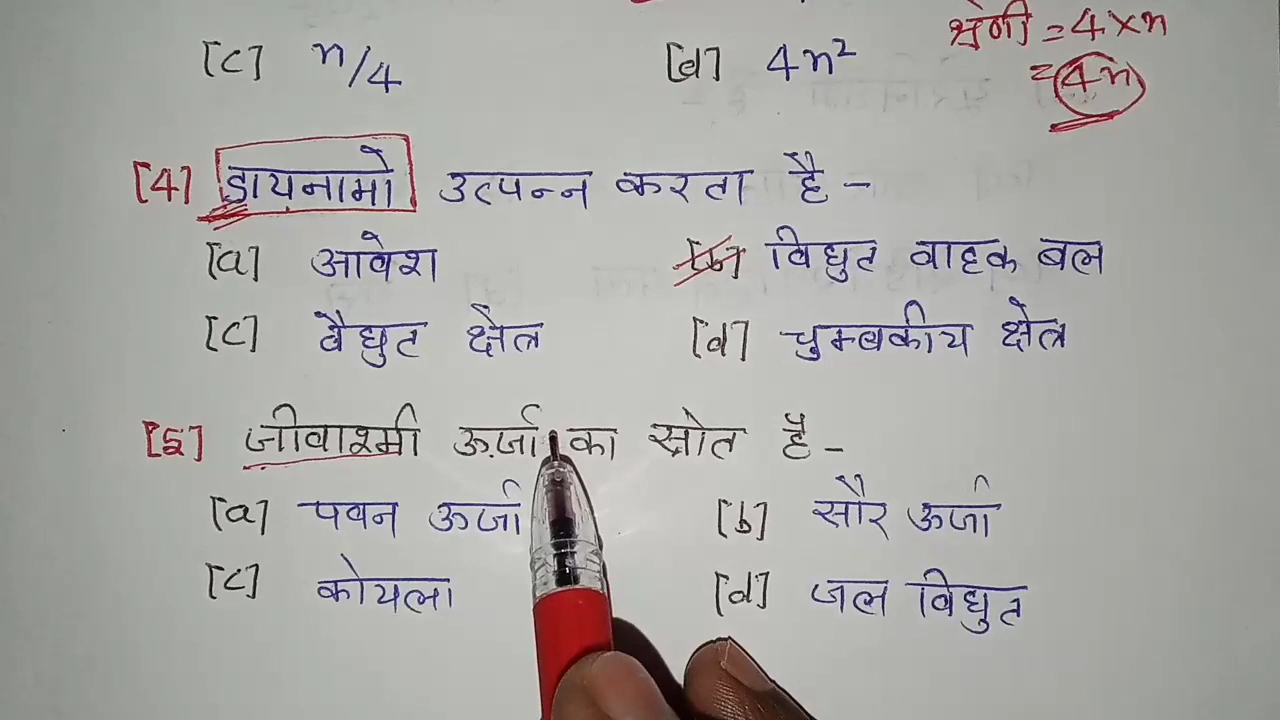 श्रेणी = 4 × n
[c] n/4 [d] 4n²
= 4n
[4] डायनामो उत्पन्न करता है –
[a] आवेश [b] विद्युत वाहक बल
[c] वैद्युत क्षेत्र [d] चुम्बकीय क्षेत्र
[5] जीवाश्मी ऊर्जा का स्रोत है –
[a] पवन ऊर्जा [b] सौर ऊर्जा
[c] कोयला [d] जल विद्युत